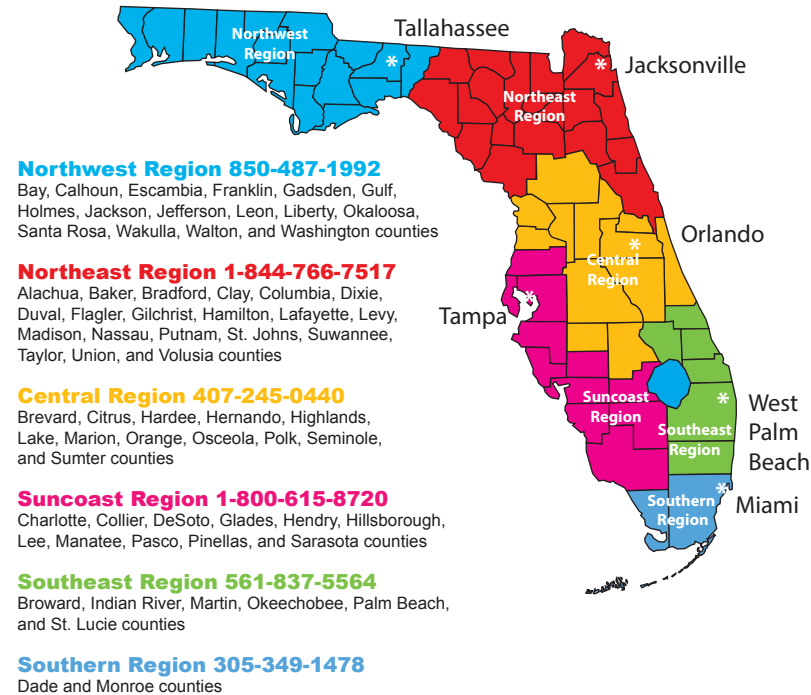 Northwest
Region
Tallahassee
*
*
Jacksonville
Northeast
Region
Northwest Region 850-487-1992
Bay, Calhoun, Escambia, Franklin, Gadsden, Gulf,
Holmes, Jackson, Jefferson, Leon, Liberty, Okaloosa,
Santa Rosa, Wakulla, Walton, and Washington counties
Northeast Region 1-844-766-7517
Alachua, Baker, Bradford, Clay, Columbia, Dixie,
Duval, Flagler, Gilchrist, Hamilton, Lafayette, Levy,
Madison, Nassau, Putnam, St. Johns, Suwannee,
Taylor, Union, and Volusia counties
*
Orlando
Central
Region
*
Tampa
Central Region 407-245-0440
Brevard, Citrus, Hardee, Hernando, Highlands,
Lake, Marion, Orange, Osceola, Polk, Seminole,
and Sumter counties
Suncoast
Region
*
West
Palm
Beach
Southeast
Region
Suncoast Region 1-800-615-8720
Charlotte, Collier, DeSoto, Glades, Hendry, Hillsborough,
Lee, Manatee, Pasco, Pinellas, and Sarasota counties
*
Miami
Southern
Region
Southeast Region 561-837-5564
Broward, Indian River, Martin, Okeechobee, Palm Beach,
and St. Lucie counties
Southern Region 305-349-1478
Dade and Monroe counties